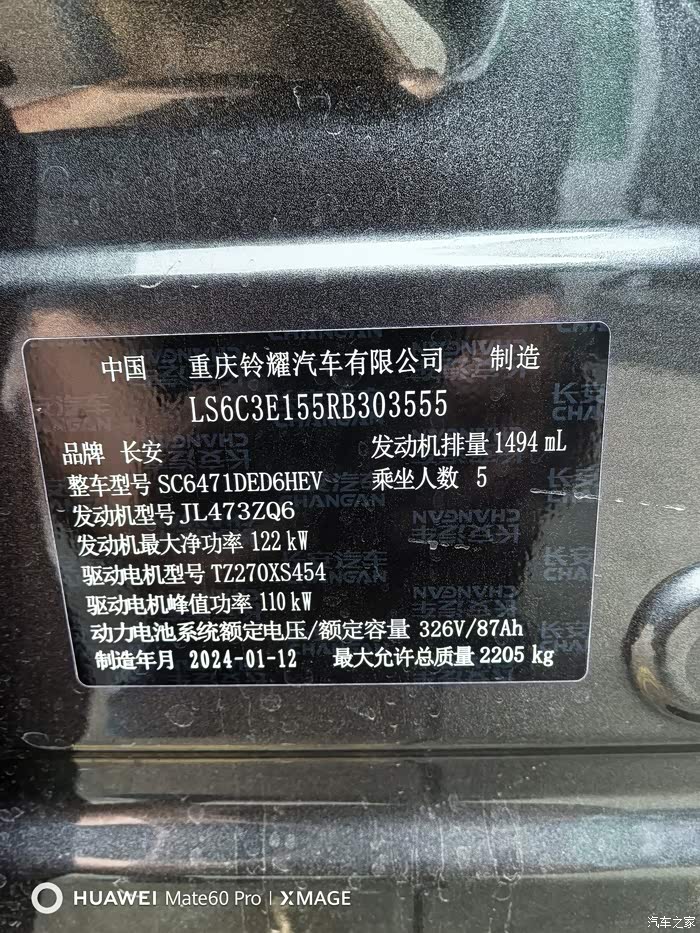 中国 重庆铃耀汽车有限公司 制造
LS6C3E155RB303555
品牌 长安 发动机排量 1494 mL
整车型号 SC6471DED6HEV 乘坐人数 5
发动机型号 JL473ZQ6
发动机最大净功率 122 kW
驱动电机型号 TZ270XS454
驱动电机峰值功率 110 kW
动力电池系统额定电压/额定容量 326V/87Ah
制造年月 2024-01-12 最大允许总质量 2205 kg
长安汽车
CHANGAN
HUAWEI Mate60 Pro | XMAGE
汽车之家